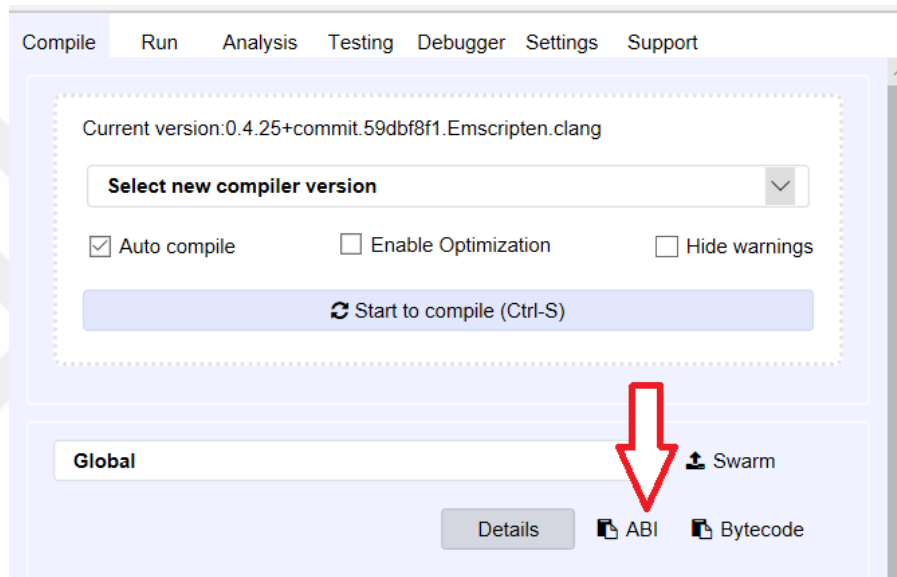 Compile Run Analysis Testing Debugger Settings Support
Current version:0.4.25+commit.59dbf8f1.Emscripten.clang
Select new compiler version
Auto compile Enable Optimization Hide warnings
Start to compile (Ctrl-S)
Global Swarm
Details ABI Bytecode